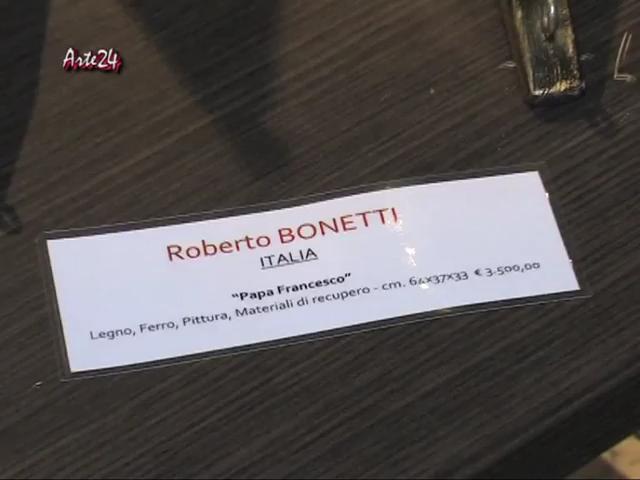 Arte24
Roberto BONETTI
ITALIA
"Papa Francesco"
Legno, Ferro, Pittura, Materiali di recupero - cm. 64x37x33 € 3.500,00